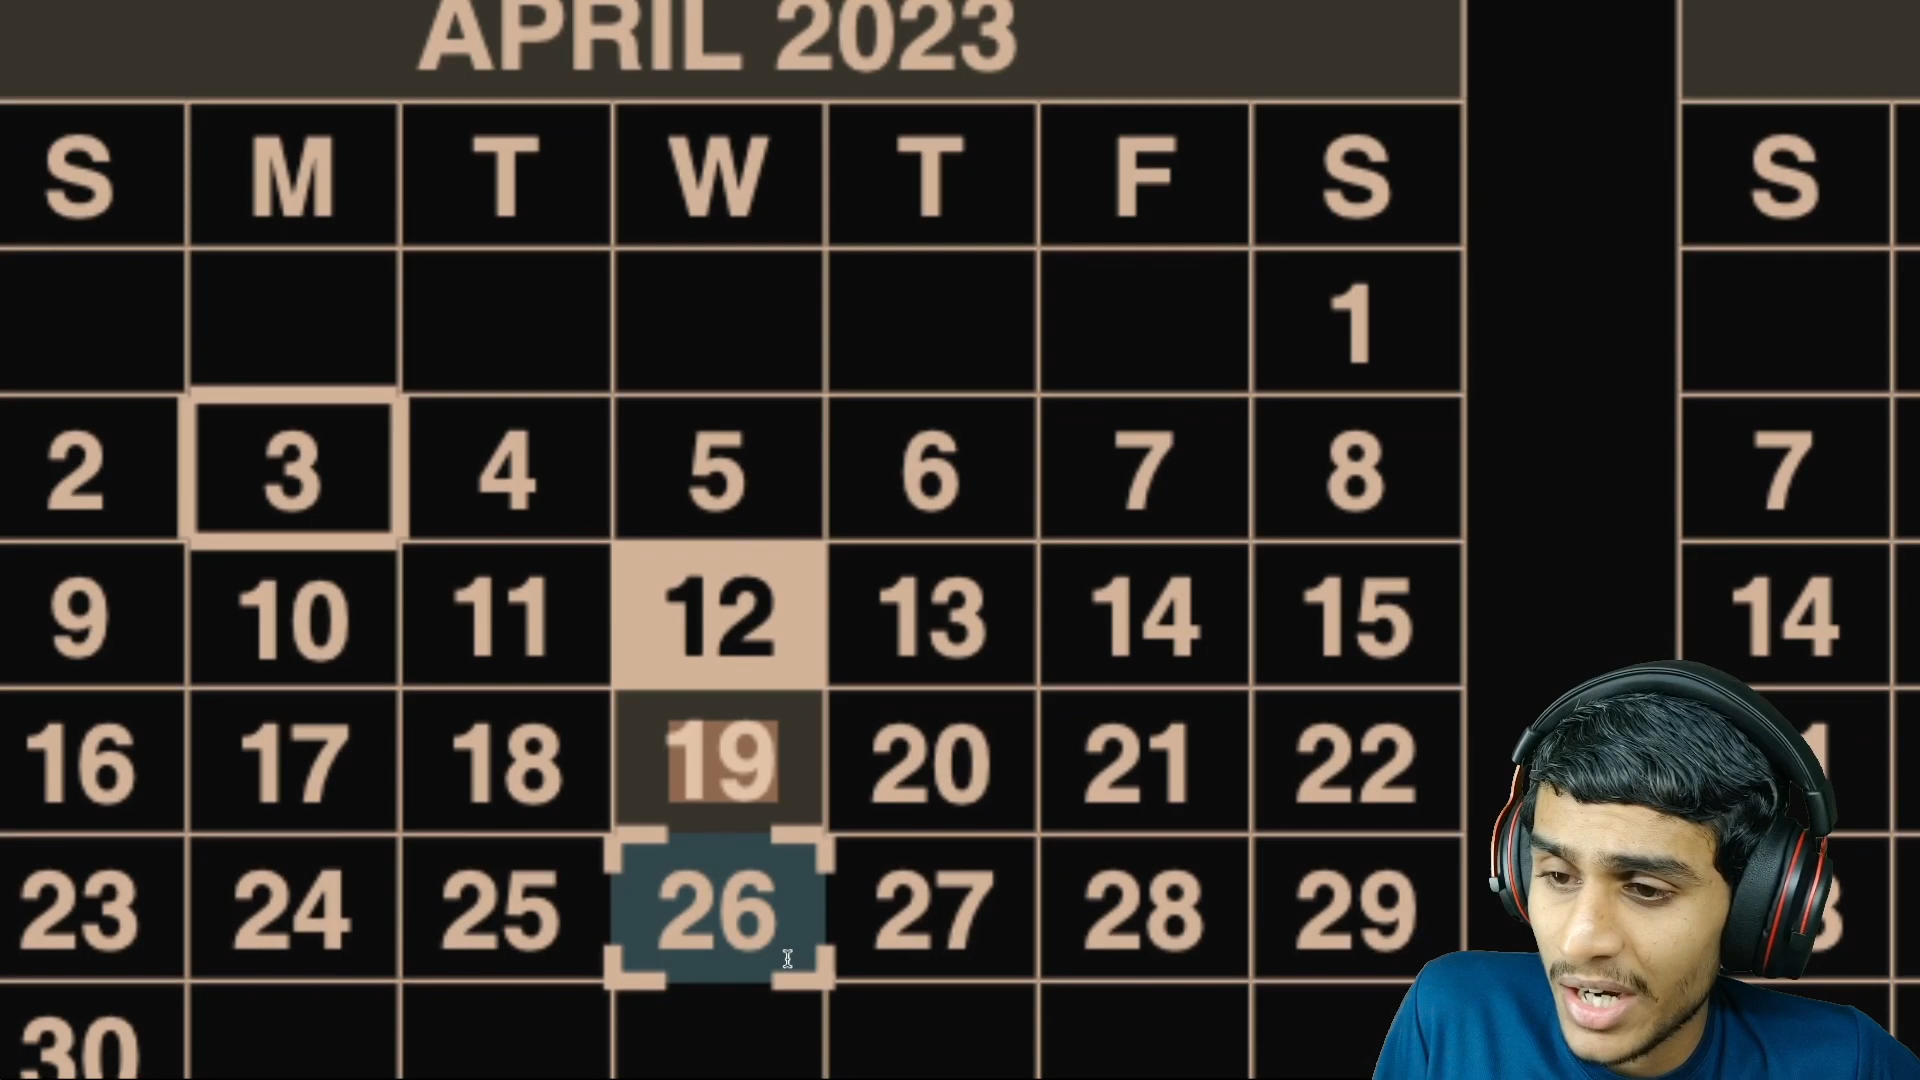 APRIL 2023
S M T W T F S S
1
2 3 4 5 6 7 8 7
9 10 11 12 13 14 15 14
16 17 18 19 20 21 22
23 24 25 26 27 28 29
30